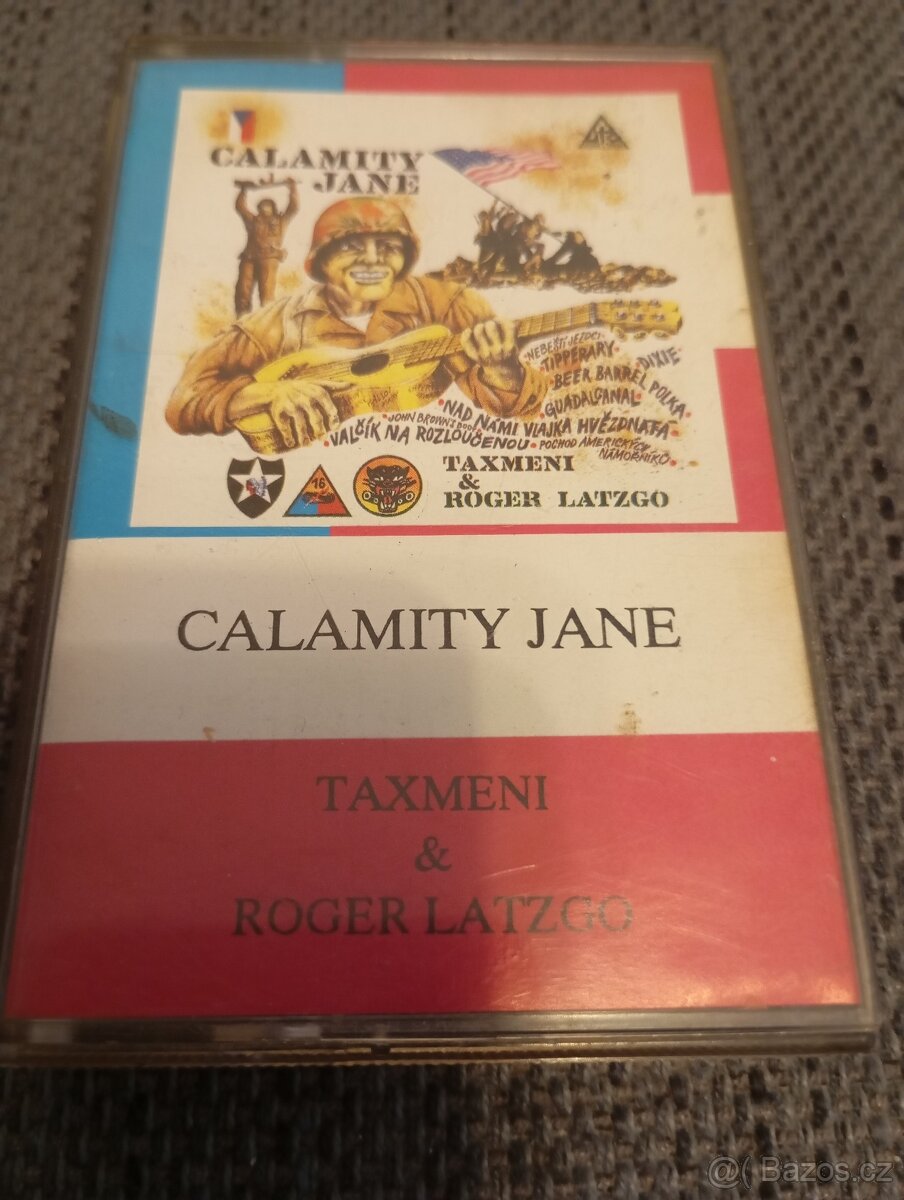 CALAMITY
JANE
NEBEŠTÍ JEZDCI
TIPPERARY
DIXIE
BEER BARREL POLKA
GUADALCANAL
NAD NÁMI VLAJKA HVĚZDNATÁ
JOHN BROWN'S BODY
VALČÍK NA ROZLOUČENOU
POCHOD AMERICKÝCH
NÁMOŘNÍKŮ
16
TAXMENI
&
ROGER LATZGO
CALAMITY JANE
TAXMENI
&
ROGER LATZGO
@( Bazos.cz